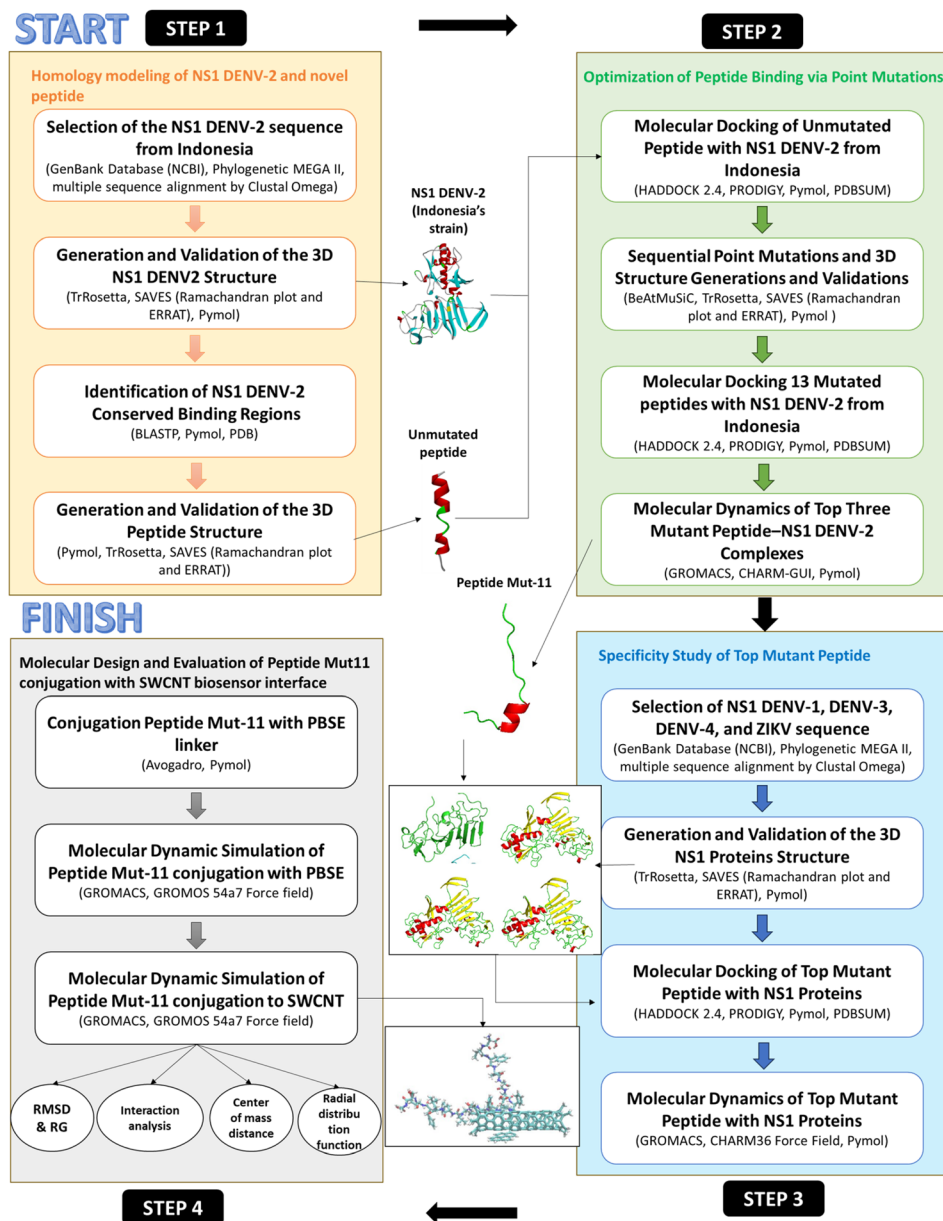 START
STEP 1
Homology modeling of NS1 DENV-2 and novel
peptide
Selection of the NS1 DENV-2 sequence
from Indonesia
(GenBank Database (NCBI), Phylogenetic MEGA II,
multiple sequence alignment by Clustal Omega)
Generation and Validation of the 3D
NS1 DENV2 Structure
(TrRosetta, SAVES (Ramachandran plot
and ERRAT), Pymol)
Identification of NS1 DENV-2
Conserved Binding Regions
(BLASTP, Pymol, PDB)
Generation and Validation of the 3D
Peptide Structure
(Pymol, TrRosetta, SAVES (Ramachandran plot
and ERRAT))
NS1 DENV-2
(Indonesia's
strain)
Unmutated
peptide
Peptide Mut-11
STEP 2
Optimization of Peptide Binding via Point Mutations
Molecular Docking of Unmutated
Peptide with NS1 DENV-2 from
Indonesia
(HADDOCK 2.4, PRODIGY, Pymol, PDBSUM)
Sequential Point Mutations and 3D
Structure Generations and Validations
(BeAtMuSiC, TrRosetta, SAVES (Ramachandran
plot and ERRAT), Pymol )
Molecular Docking 13 Mutated
peptides with NS1 DENV-2 from
Indonesia
(HADDOCK 2.4, PRODIGY, Pymol, PDBSUM)
Molecular Dynamics of Top Three
Mutant Peptide–NS1 DENV-2
Complexes
(GROMACS, CHARM-GUI, Pymol)
Specificity Study of Top Mutant Peptide
Selection of NS1 DENV-1, DENV-3,
DENV-4, and ZIKV sequence
(GenBank Database (NCBI), Phylogenetic MEGA II,
multiple sequence alignment by Clustal Omega)
Generation and Validation of the 3D
NS1 Proteins Structure
(TrRosetta, SAVES (Ramachandran plot and
ERRAT), Pymol)
Molecular Docking of Top Mutant
Peptide with NS1 Proteins
(HADDOCK 2.4, PRODIGY, Pymol, PDBSUM)
Molecular Dynamics of Top Mutant
Peptide with NS1 Proteins
(GROMACS, CHARM36 Force Field, Pymol)
STEP 3
FINISH
Molecular Design and Evaluation of Peptide Mut11
conjugation with SWCNT biosensor interface
Conjugation Peptide Mut-11 with PBSE
linker
(Avogadro, Pymol)
Molecular Dynamic Simulation of
Peptide Mut-11 conjugation with PBSE
(GROMACS, GROMOS 54a7 Force field)
Molecular Dynamic Simulation of
Peptide Mut-11 conjugation to SWCNT
(GROMACS, GROMOS 54a7 Force field)
RMSD
& RG
Interaction
analysis
Center
of mass
distance
Radial
distribu
tion
function
STEP 4